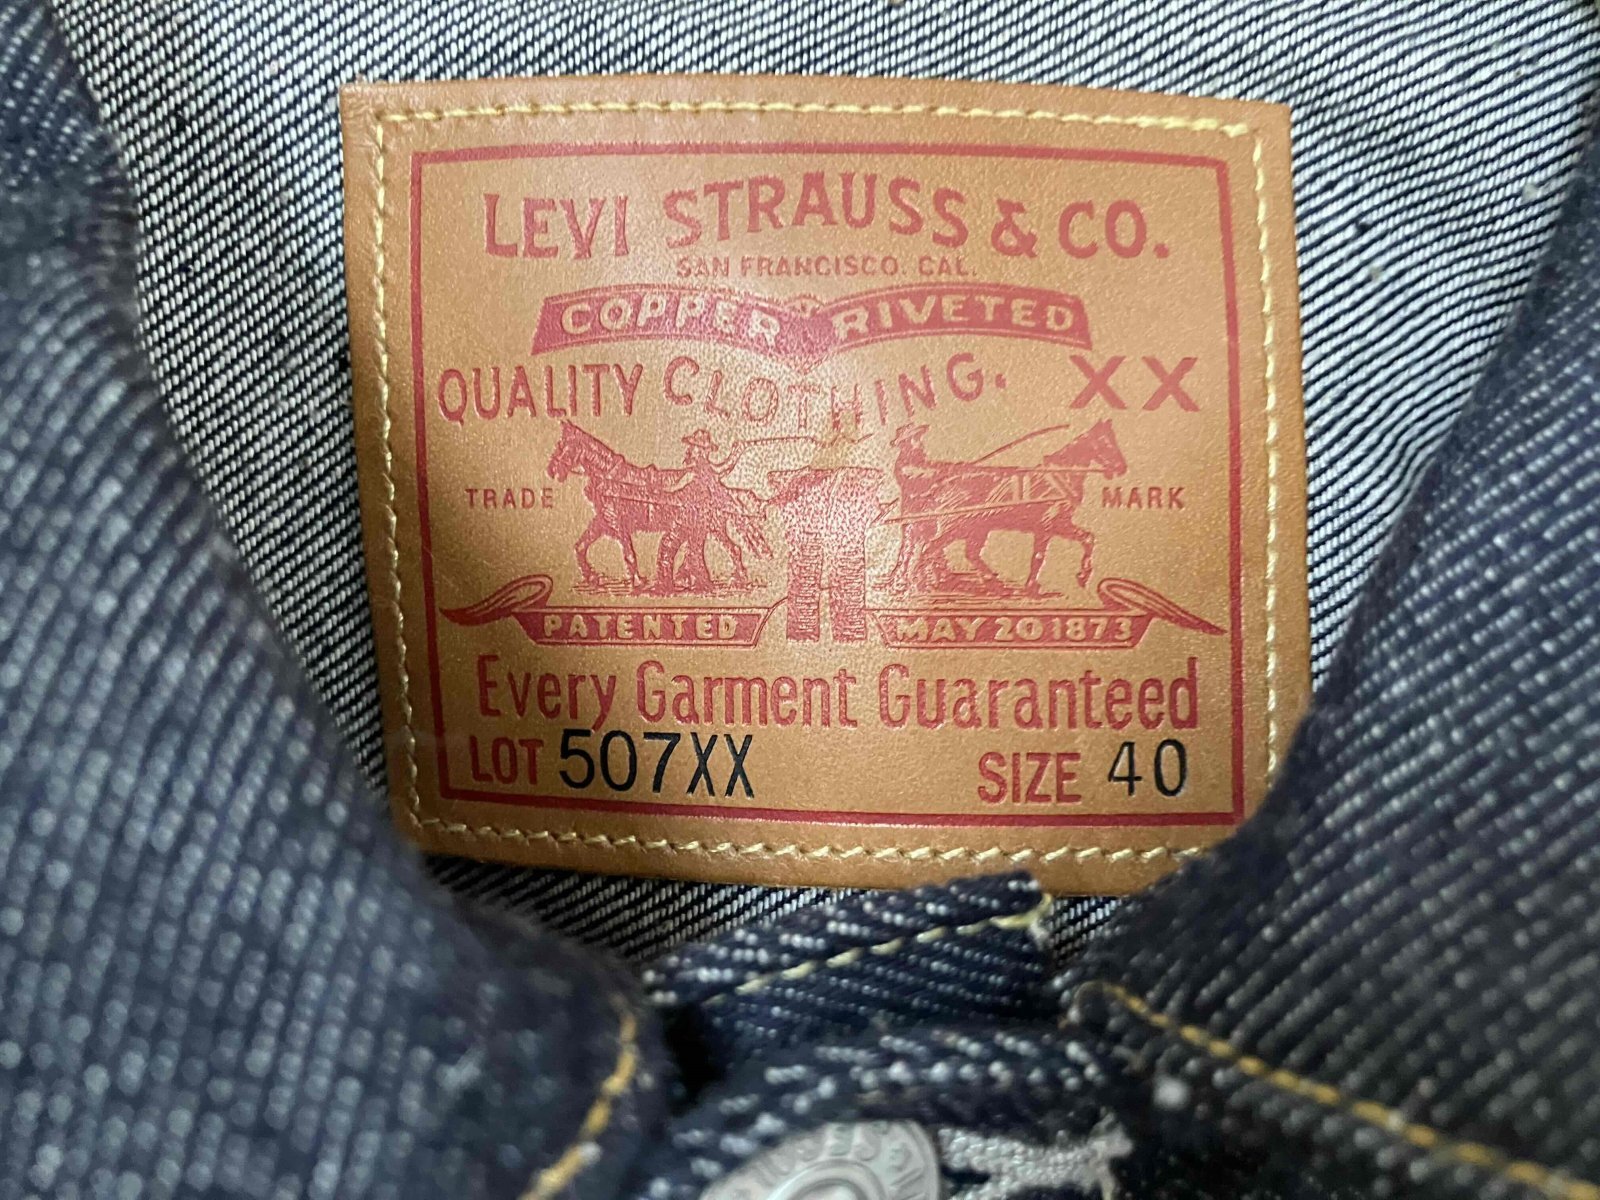 LEVI STRAUSS & CO.
SAN FRANCISCO. CAL.
COPPER RIVETED
QUALITY CLOTHING. XX
TRADE MARK
PATENTED MAY 20 1873
Every Garment Guaranteed
LOT 507XX SIZE 40